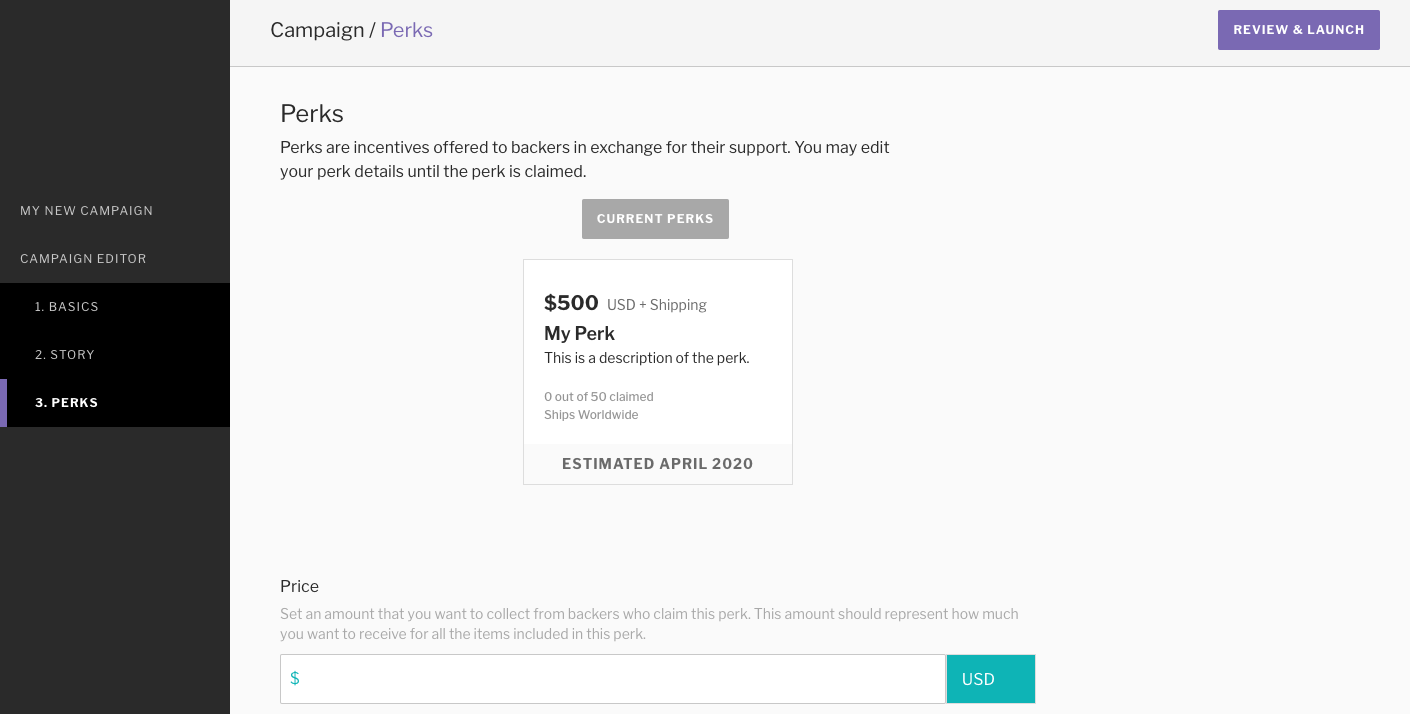 Campaign / Perks
REVIEW & LAUNCH
MY NEW CAMPAIGN
CAMPAIGN EDITOR
1. BASICS
2. STORY
3. PERKS
Perks
Perks are incentives offered to backers in exchange for their support. You may edit
your perk details until the perk is claimed.
CURRENT PERKS
$500 USD + Shipping
My Perk
This is a description of the perk.
0 out of 50 claimed
Ships Worldwide
ESTIMATED APRIL 2020
Price
Set an amount that you want to collect from backers who claim this perk. This amount should represent how much
you want to receive for all the items included in this perk.
$ USD